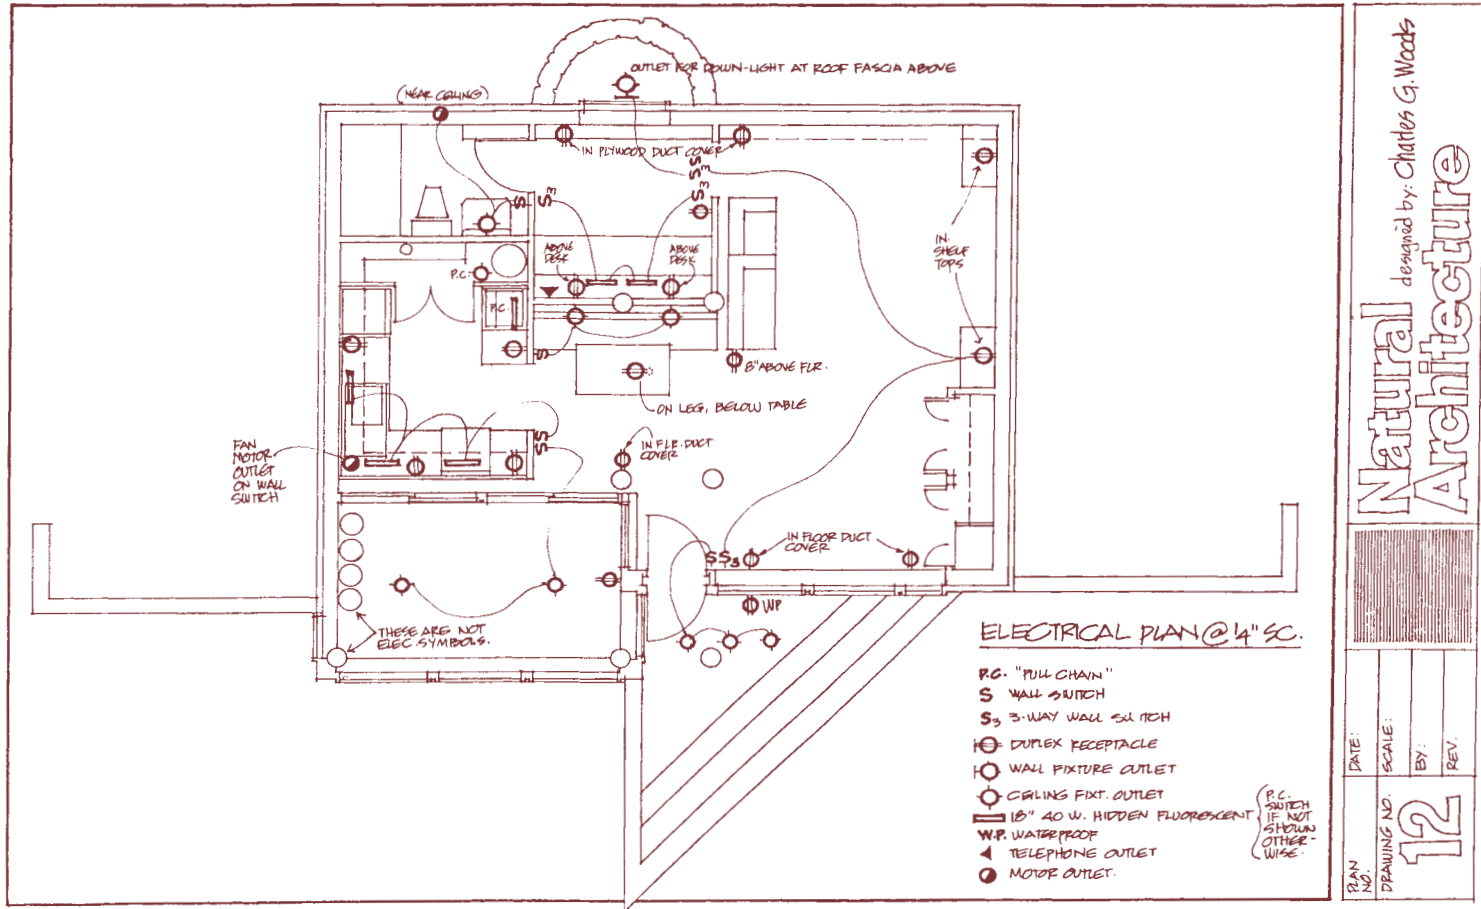 OUTLET FOR DOWN-LIGHT AT ROOF FASCIA ABOVE
(NEAR CEILING)
IN PLYWOOD DUCT COVER
S
S3
S3
S3
ABOVE
DESK
ABOVE
DESK
P.C.
P.C.
IN
SHELF
TOPS
S
8" ABOVE FLR.
ON LEG, BELOW TABLE
S
S
IN FLR. DUCT
COVER
FAN
MOTOR
OUTLET
ON WALL
SWITCH
IN FLOOR DUCT
COVER
S S3
WP
THESE ARE NOT
ELEC. SYMBOLS.
ELECTRICAL PLAN @ 1/4" SC.
P.C. "PULL CHAIN"
S WALL SWITCH
S3 3-WAY WALL SWITCH
DUPLEX RECEPTACLE
WALL FIXTURE OUTLET
CEILING FIXT. OUTLET
18" 40 W. HIDDEN FLUORESCENT
P.C.
SWITCH
IF NOT
SHOWN
OTHER-
WISE.
W.P. WATERPROOF
TELEPHONE OUTLET
MOTOR OUTLET.
Natural
Architecture
designed by: Charles G. Woods
DATE:
SCALE:
BY:
REV.
PLAN
NO.
DRAWING NO.
12